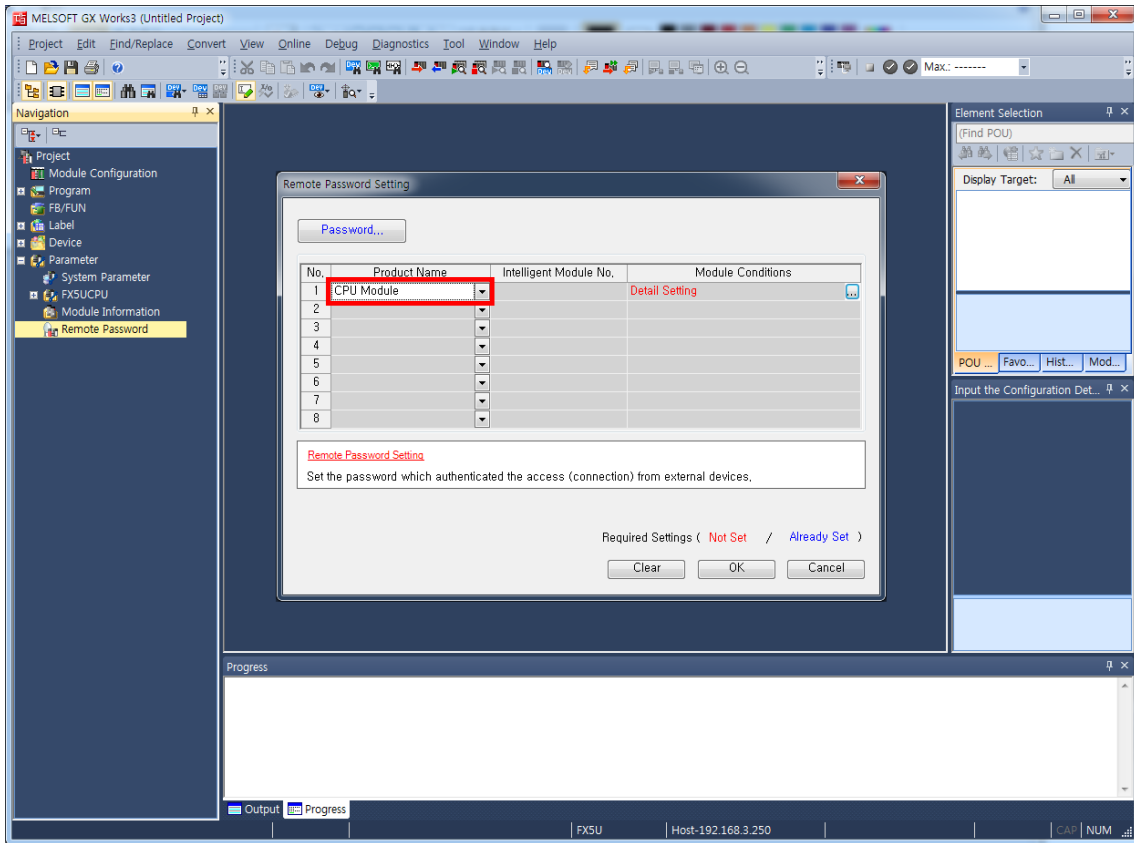 MELSOFT GX Works3 (Untitled Project)
Project Edit Find/Replace Convert View Online Debug Diagnostics Tool Window Help
Max.: -------
Navigation
Project
Module Configuration
Program
FB/FUN
Label
Device
Parameter
System Parameter
FX5UCPU
Module Information
Remote Password
Remote Password Setting
Password...
No. Product Name Intelligent Module No. Module Conditions
1 CPU Module Detail Setting ...
2
3
4
5
6
7
8
Remote Password Setting
Set the password which authenticated the access (connection) from external devices.
Required Settings ( Not Set / Already Set )
Clear OK Cancel
Element Selection
(Find POU)
Display Target: All
POU ... Favo... Hist... Mod...
Input the Configuration Det...
Progress
Output Progress
FX5U Host-192.168.3.250 CAP NUM